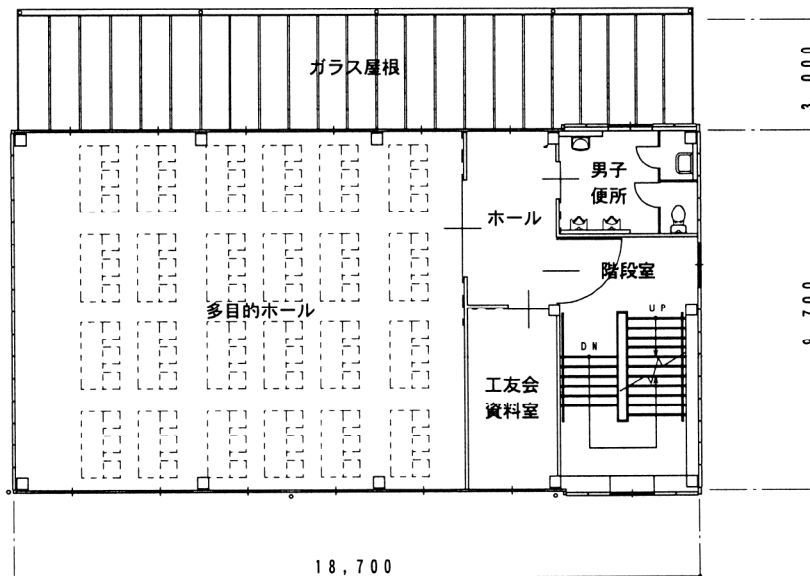 ガラス屋根
男子
便所
ホール
階段室
多目的ホール
UP
DN
工友会
資料室
18,700